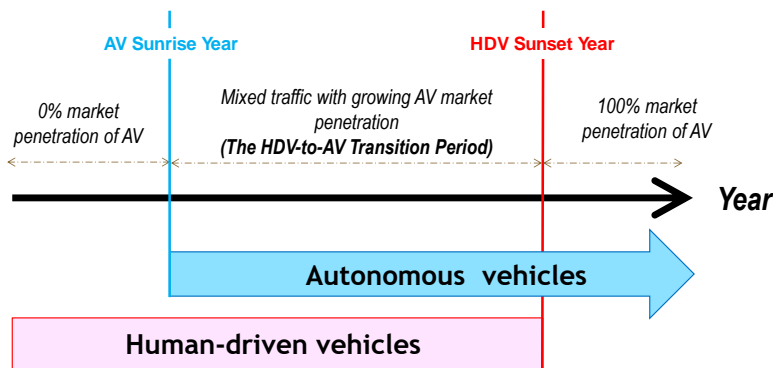 AV Sunrise Year
HDV Sunset Year
0% market
penetration of AV
Mixed traffic with growing AV market
penetration
(The HDV-to-AV Transition Period)
100% market
penetration of AV
Year
Autonomous vehicles
Human-driven vehicles